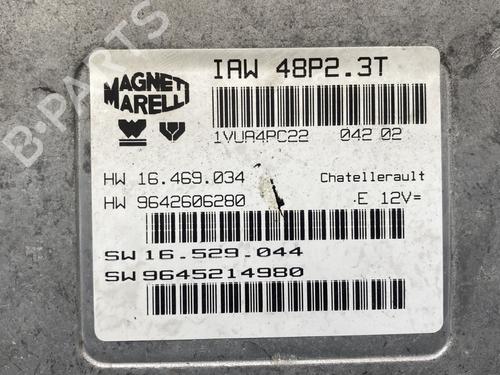 B-PARTS
IAW 48P2.3T
MAGNETI
MARELLI
1VUA4PC22 042 02
HW 16.469.034 Chatellerault
HW 9642606280 .E 12V=
SW 16.529.044
SW 9645214980